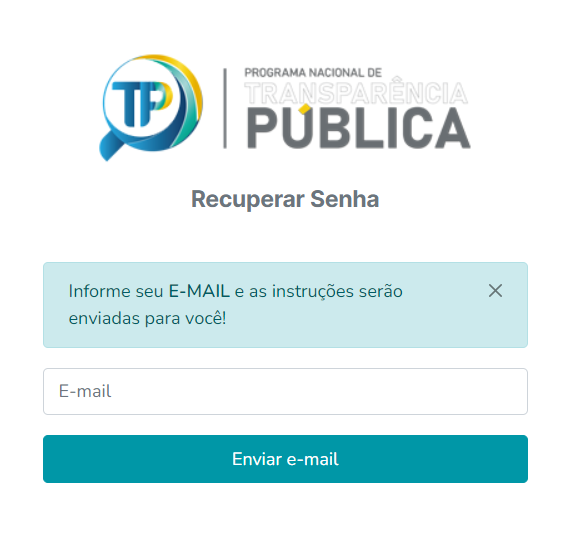 TP
PROGRAMA NACIONAL DE
TRANSPARÊNCIA
PÚBLICA
Recuperar Senha
Informe seu E-MAIL e as instruções serão
enviadas para você!
E-mail
Enviar e-mail